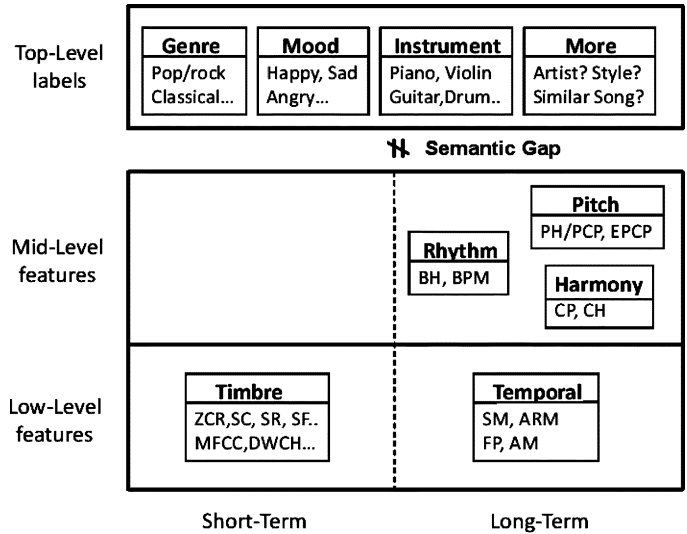 Top-Level
labels
Genre
Pop/rock
Classical...
Mood
Happy, Sad
Angry...
Instrument
Piano, Violin
Guitar,Drum..
More
Artist? Style?
Similar Song?
Semantic Gap
Mid-Level
features
Pitch
PH/PCP, EPCP
Rhythm
BH, BPM
Harmony
CP, CH
Low-Level
features
Timbre
ZCR,SC, SR, SF..
MFCC,DWCH...
Temporal
SM, ARM
FP, AM
Short-Term
Long-Term